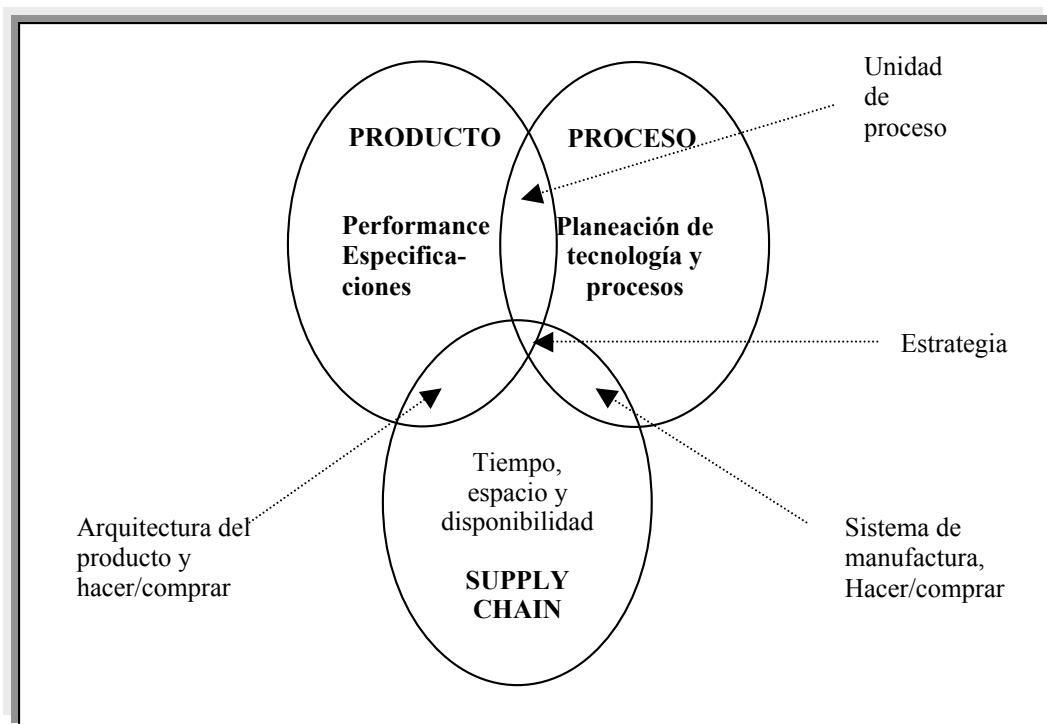 Unidad
de
proceso
PRODUCTO
PROCESO
Performance
Especifica-
ciones
Planeación de
tecnología y
procesos
Estrategia
Tiempo,
espacio y
disponibilidad
SUPPLY
CHAIN
Arquitectura del
producto y
hacer/comprar
Sistema de
manufactura,
Hacer/comprar